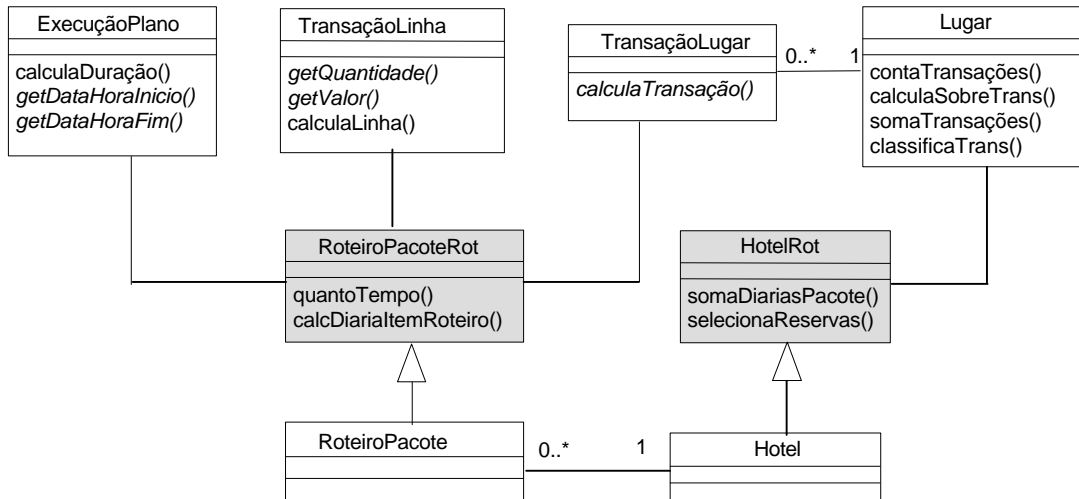 ExecuçãoPlano
calculaDuração()
getDataHoraInicio()
getDataHoraFim()
TransaçãoLinha
getQuantidade()
getValor()
calculaLinha()
TransaçãoLugar
calculaTransação()
0..*
1
Lugar
contaTransações()
calculaSobreTrans()
somaTransações()
classificaTrans()
RoteiroPacoteRot
quantoTempo()
calcDiariaItemRoteiro()
HotelRot
somaDiariasPacote()
selecionaReservas()
RoteiroPacote
0..*
1
Hotel